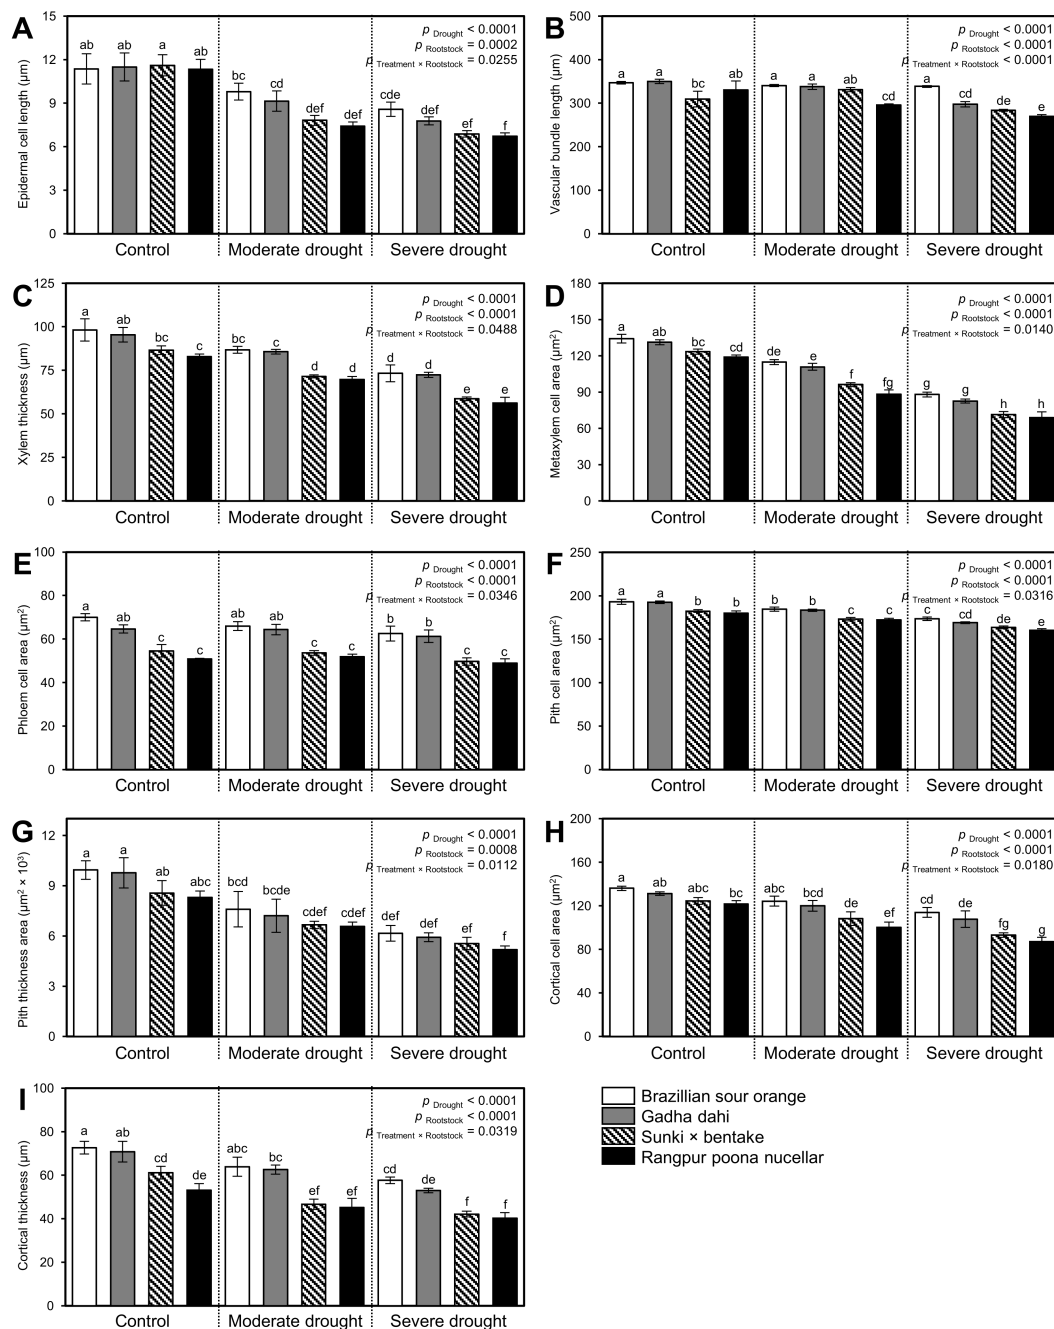 A
Epidermal cell length (µm)
15
12
9
6
3
0
p Drought < 0.0001
p Rootstock = 0.0002
p Treatment × Rootstock = 0.0255
ab ab a ab
bc cd def def
cde def ef f
Control Moderate drought Severe drought
B
Vascular bundle length (µm)
500
400
300
200
100
0
p Drought < 0.0001
p Rootstock < 0.0001
p Treatment × Rootstock < 0.0001
a a bc ab
a a ab cd
a cd de e
Control Moderate drought Severe drought
C
Xylem thickness (µm)
125
100
75
50
25
0
p Drought < 0.0001
p Rootstock < 0.0001
p Treatment × Rootstock = 0.0488
a ab bc c
bc c d d
d d e e
Control Moderate drought Severe drought
D
Metaxylem cell area (µm²)
180
150
120
90
60
30
0
p Drought < 0.0001
p Rootstock < 0.0001
p Treatment × Rootstock = 0.0140
a ab bc cd
de e f fg
g g h h
Control Moderate drought Severe drought
E
Phloem cell area (µm²)
100
80
60
40
20
0
p Drought < 0.0001
p Rootstock < 0.0001
p Treatment × Rootstock = 0.0346
a ab c c
ab ab c c
b b c c
Control Moderate drought Severe drought
F
Pith cell area (µm²)
250
200
150
100
50
0
p Drought < 0.0001
p Rootstock < 0.0001
p Treatment × Rootstock = 0.0316
a a b b
b b c c
c cd de e
Control Moderate drought Severe drought
G
Pith thickness area (µm² × 10³)
12
9
6
3
0
p Drought < 0.0001
p Rootstock = 0.0008
p Treatment × Rootstock = 0.0112
a a ab abc
bcd bcde cdef cdef
def def ef f
Control Moderate drought Severe drought
H
Cortical cell area (µm²)
200
160
120
80
40
0
p Drought < 0.0001
p Rootstock < 0.0001
p Treatment × Rootstock = 0.0180
a ab abc bc
abc bcd de ef
cd de fg g
Control Moderate drought Severe drought
I
Cortical thickness (µm)
100
80
60
40
20
0
p Drought < 0.0001
p Rootstock < 0.0001
p Treatment × Rootstock = 0.0319
a ab cd de
abc bc ef ef
cd de f f
Control Moderate drought Severe drought
Brazillian sour orange
Gadha dahi
Sunki × bentake
Rangpur poona nucellar